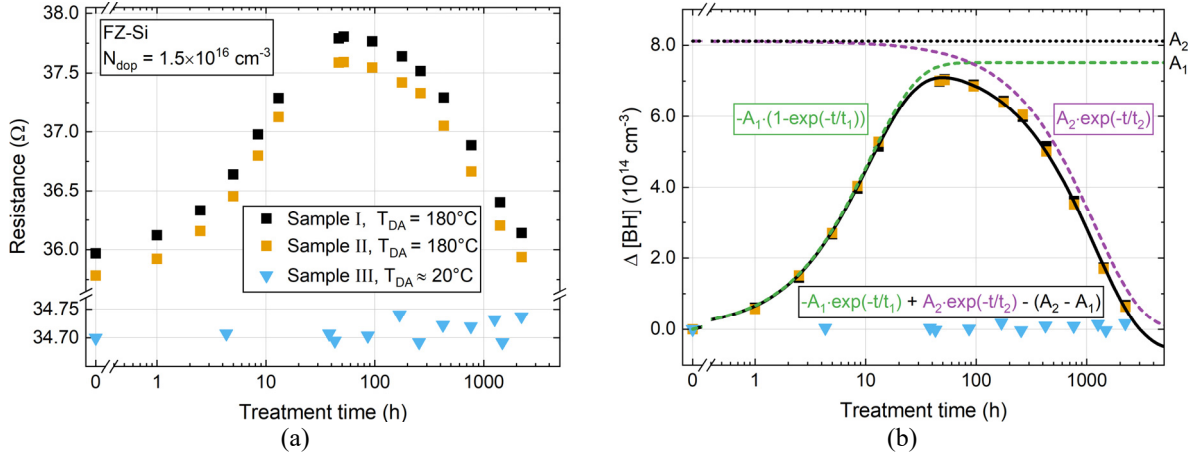 38.0
37.5
37.0
36.5
36.0
34.75
34.70
Resistance (Ω)
FZ-Si
N_dop = 1.5×10^16 cm^-3
Sample I, T_DA = 180°C
Sample II, T_DA = 180°C
Sample III, T_DA ≈ 20°C
0 1 10 100 1000
Treatment time (h)
(a)
8.0
6.0
4.0
2.0
0.0
Δ [BH] (10^14 cm^-3)
A_2
A_1
-A_1·(1-exp(-t/t_1))
A_2·exp(-t/t_2)
-A_1·exp(-t/t_1) + A_2·exp(-t/t_2) - (A_2 - A_1)
0 1 10 100 1000
Treatment time (h)
(b)